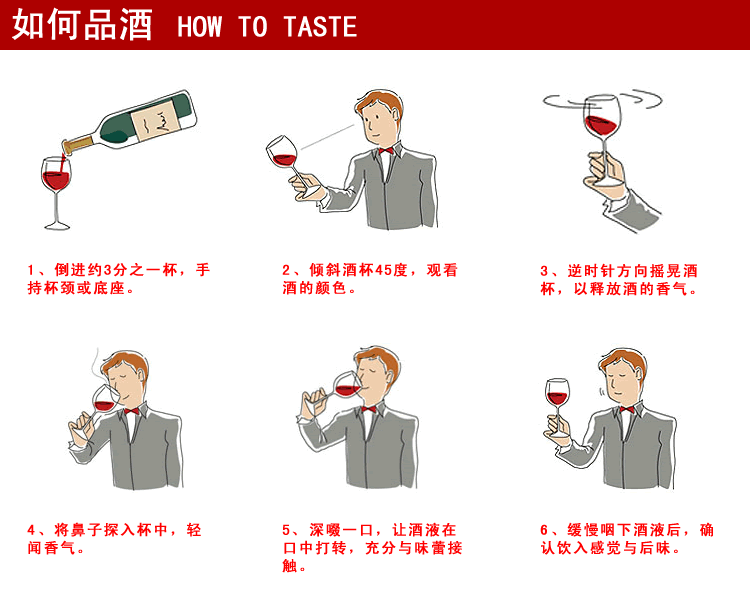 如何品酒 HOW TO TASTE
1、倒进约3分之一杯，手
持杯颈或底座。
2、倾斜酒杯45度，观看
酒的颜色。
3、逆时针方向摇晃酒
杯，以释放酒的香气。
4、将鼻子探入杯中，轻
闻香气。
5、深啜一口，让酒液在
口中打转，充分与味蕾接
触。
6、缓慢咽下酒液后，确
认饮入感觉与后味。